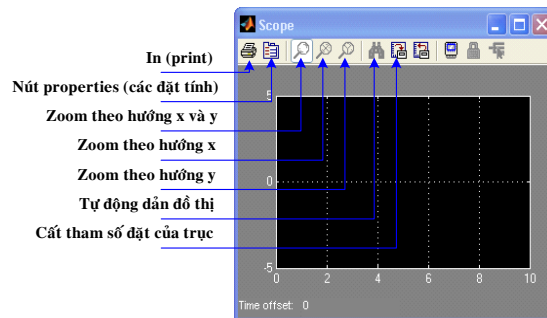 Scope
In (print)
Nút properties (các đặt tính)
Zoom theo hướng x và y
Zoom theo hướng x
Zoom theo hướng y
Tự động dán đồ thị
Cất tham số đặt của trục
5
0
-5
0 2 4 6 8 10
Time offset: 0